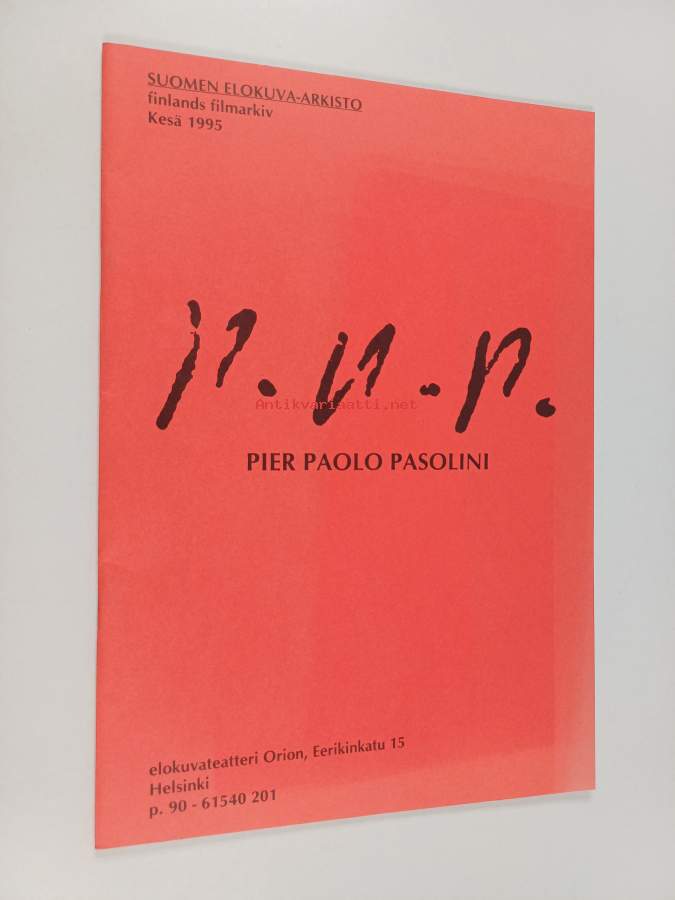 SUOMEN ELOKUVA-ARKISTO
finlands filmarkiv
Kesä 1995
p.p.p.
Antikvariaatti.net
PIER PAOLO PASOLINI
elokuvateatteri Orion, Eerikinkatu 15
Helsinki
p. 90 - 61540 201